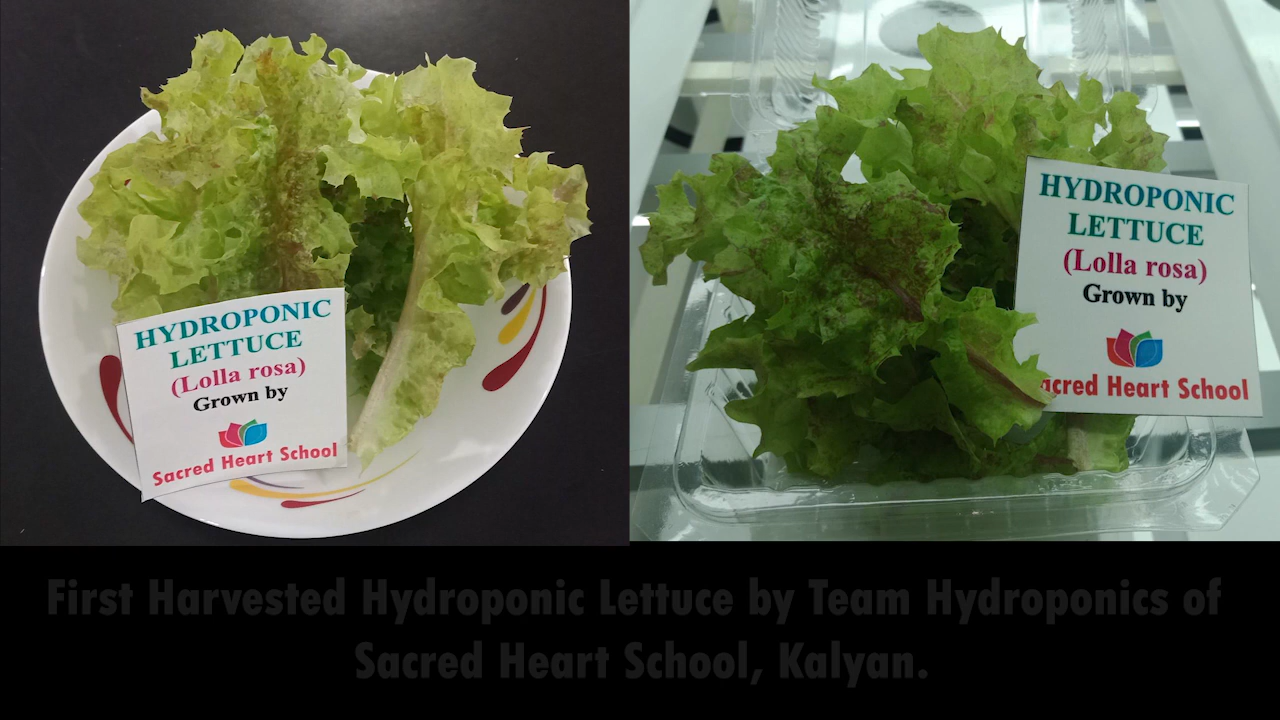 HYDROPONIC
LETTUCE
(Lolla rosa)
Grown by
Sacred Heart School
HYDROPONIC
LETTUCE
(Lolla rosa)
Grown by
acred Heart School
First Harvested Hydroponic Lettuce by Team Hydroponics of
Sacred Heart School, Kalyan.